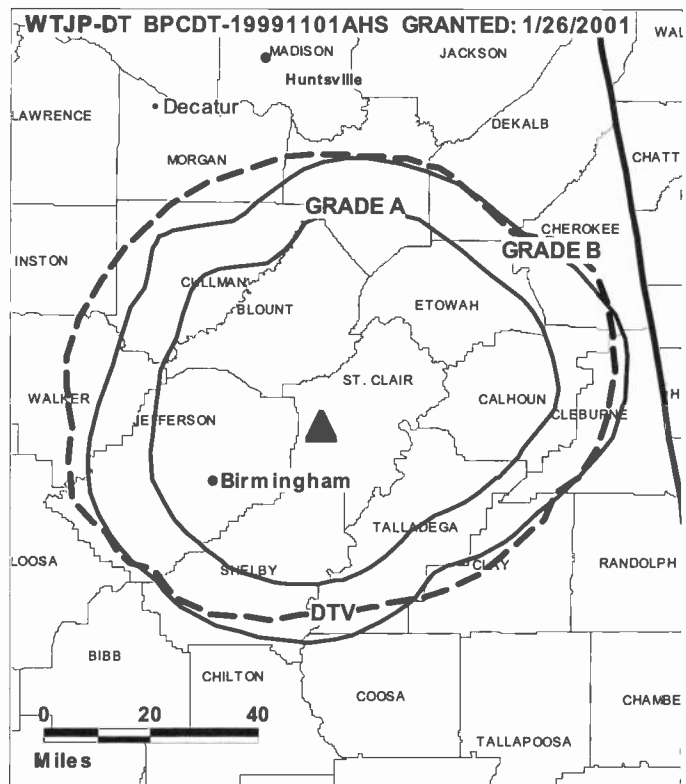 WTJP-DT BPCDT-19991101AHS GRANTED: 1/26/2001
MADISON
JACKSON
WAL
Huntsville
Decatur
LAWRENCE
DEKALB
MORGAN
CHATT
GRADE A
CHEROKEE
GRADE B
INSTON
CULLMAN
BLOUNT
ETOWAH
ST. CLAIR
WALKER
CALHOUN
H
JEFFERSON
CLEBURNE
Birmingham
TALLADEGA
LOOSA
SHELBY
CLAY
RANDOLPH
DTV
BIBB
CHILTON
COOSA
CHAMBE
0 20 40
TALLAPOOSA
Miles